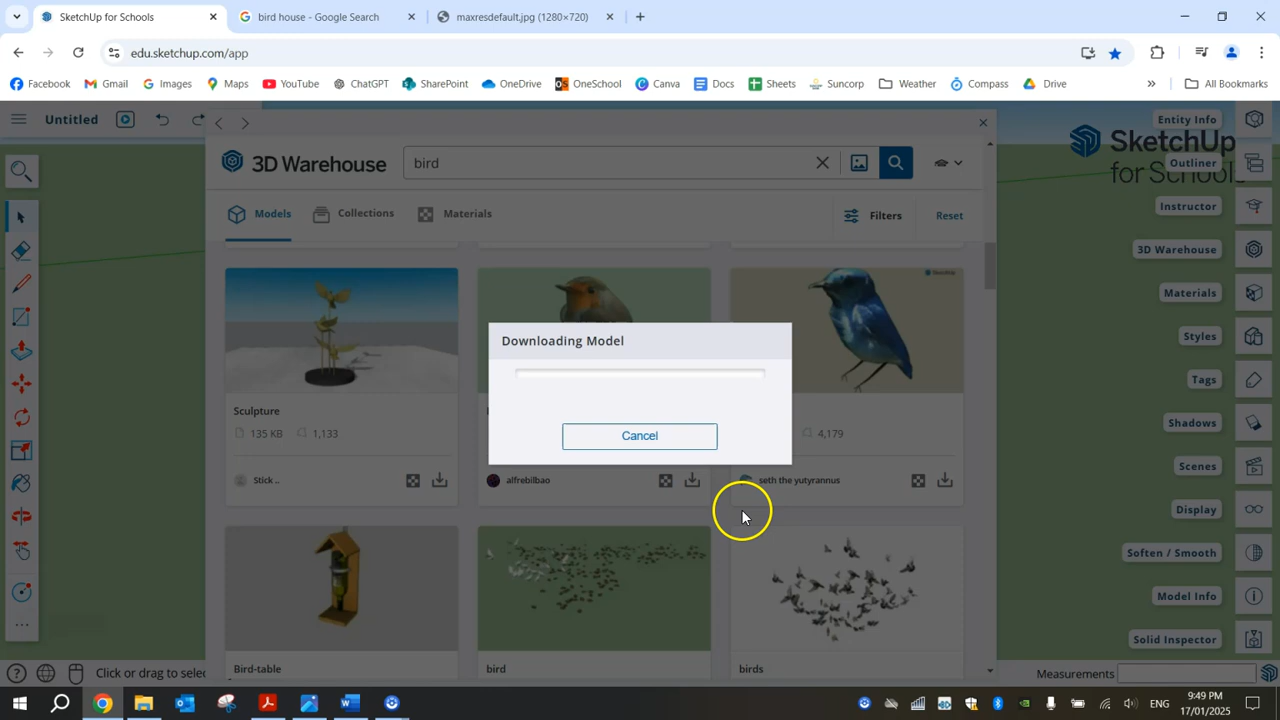 SketchUp for Schools
bird house - Google Search
maxresdefault.jpg (1280×720)
edu.sketchup.com/app
Facebook
Gmail
Images
Maps
YouTube
ChatGPT
SharePoint
OneDrive
OneSchool
Canva
Docs
Sheets
Suncorp
Weather
Compass
Drive
All Bookmarks
Untitled
3D Warehouse
bird
Models
Collections
Materials
Filters
Reset
SketchUp
for Schools
Entity Info
Outliner
Instructor
3D Warehouse
Materials
Styles
Tags
Shadows
Scenes
Display
Soften / Smooth
Model Info
Solid Inspector
SketchUp
Downloading Model
Cancel
Sculpture
135 KB
1,133
4,179
Stick ..
alfrebilbao
seth the yutyrannus
Bird-table
bird
birds
Click or drag to selec
Measurements
ENG
9:49 PM
17/01/2025